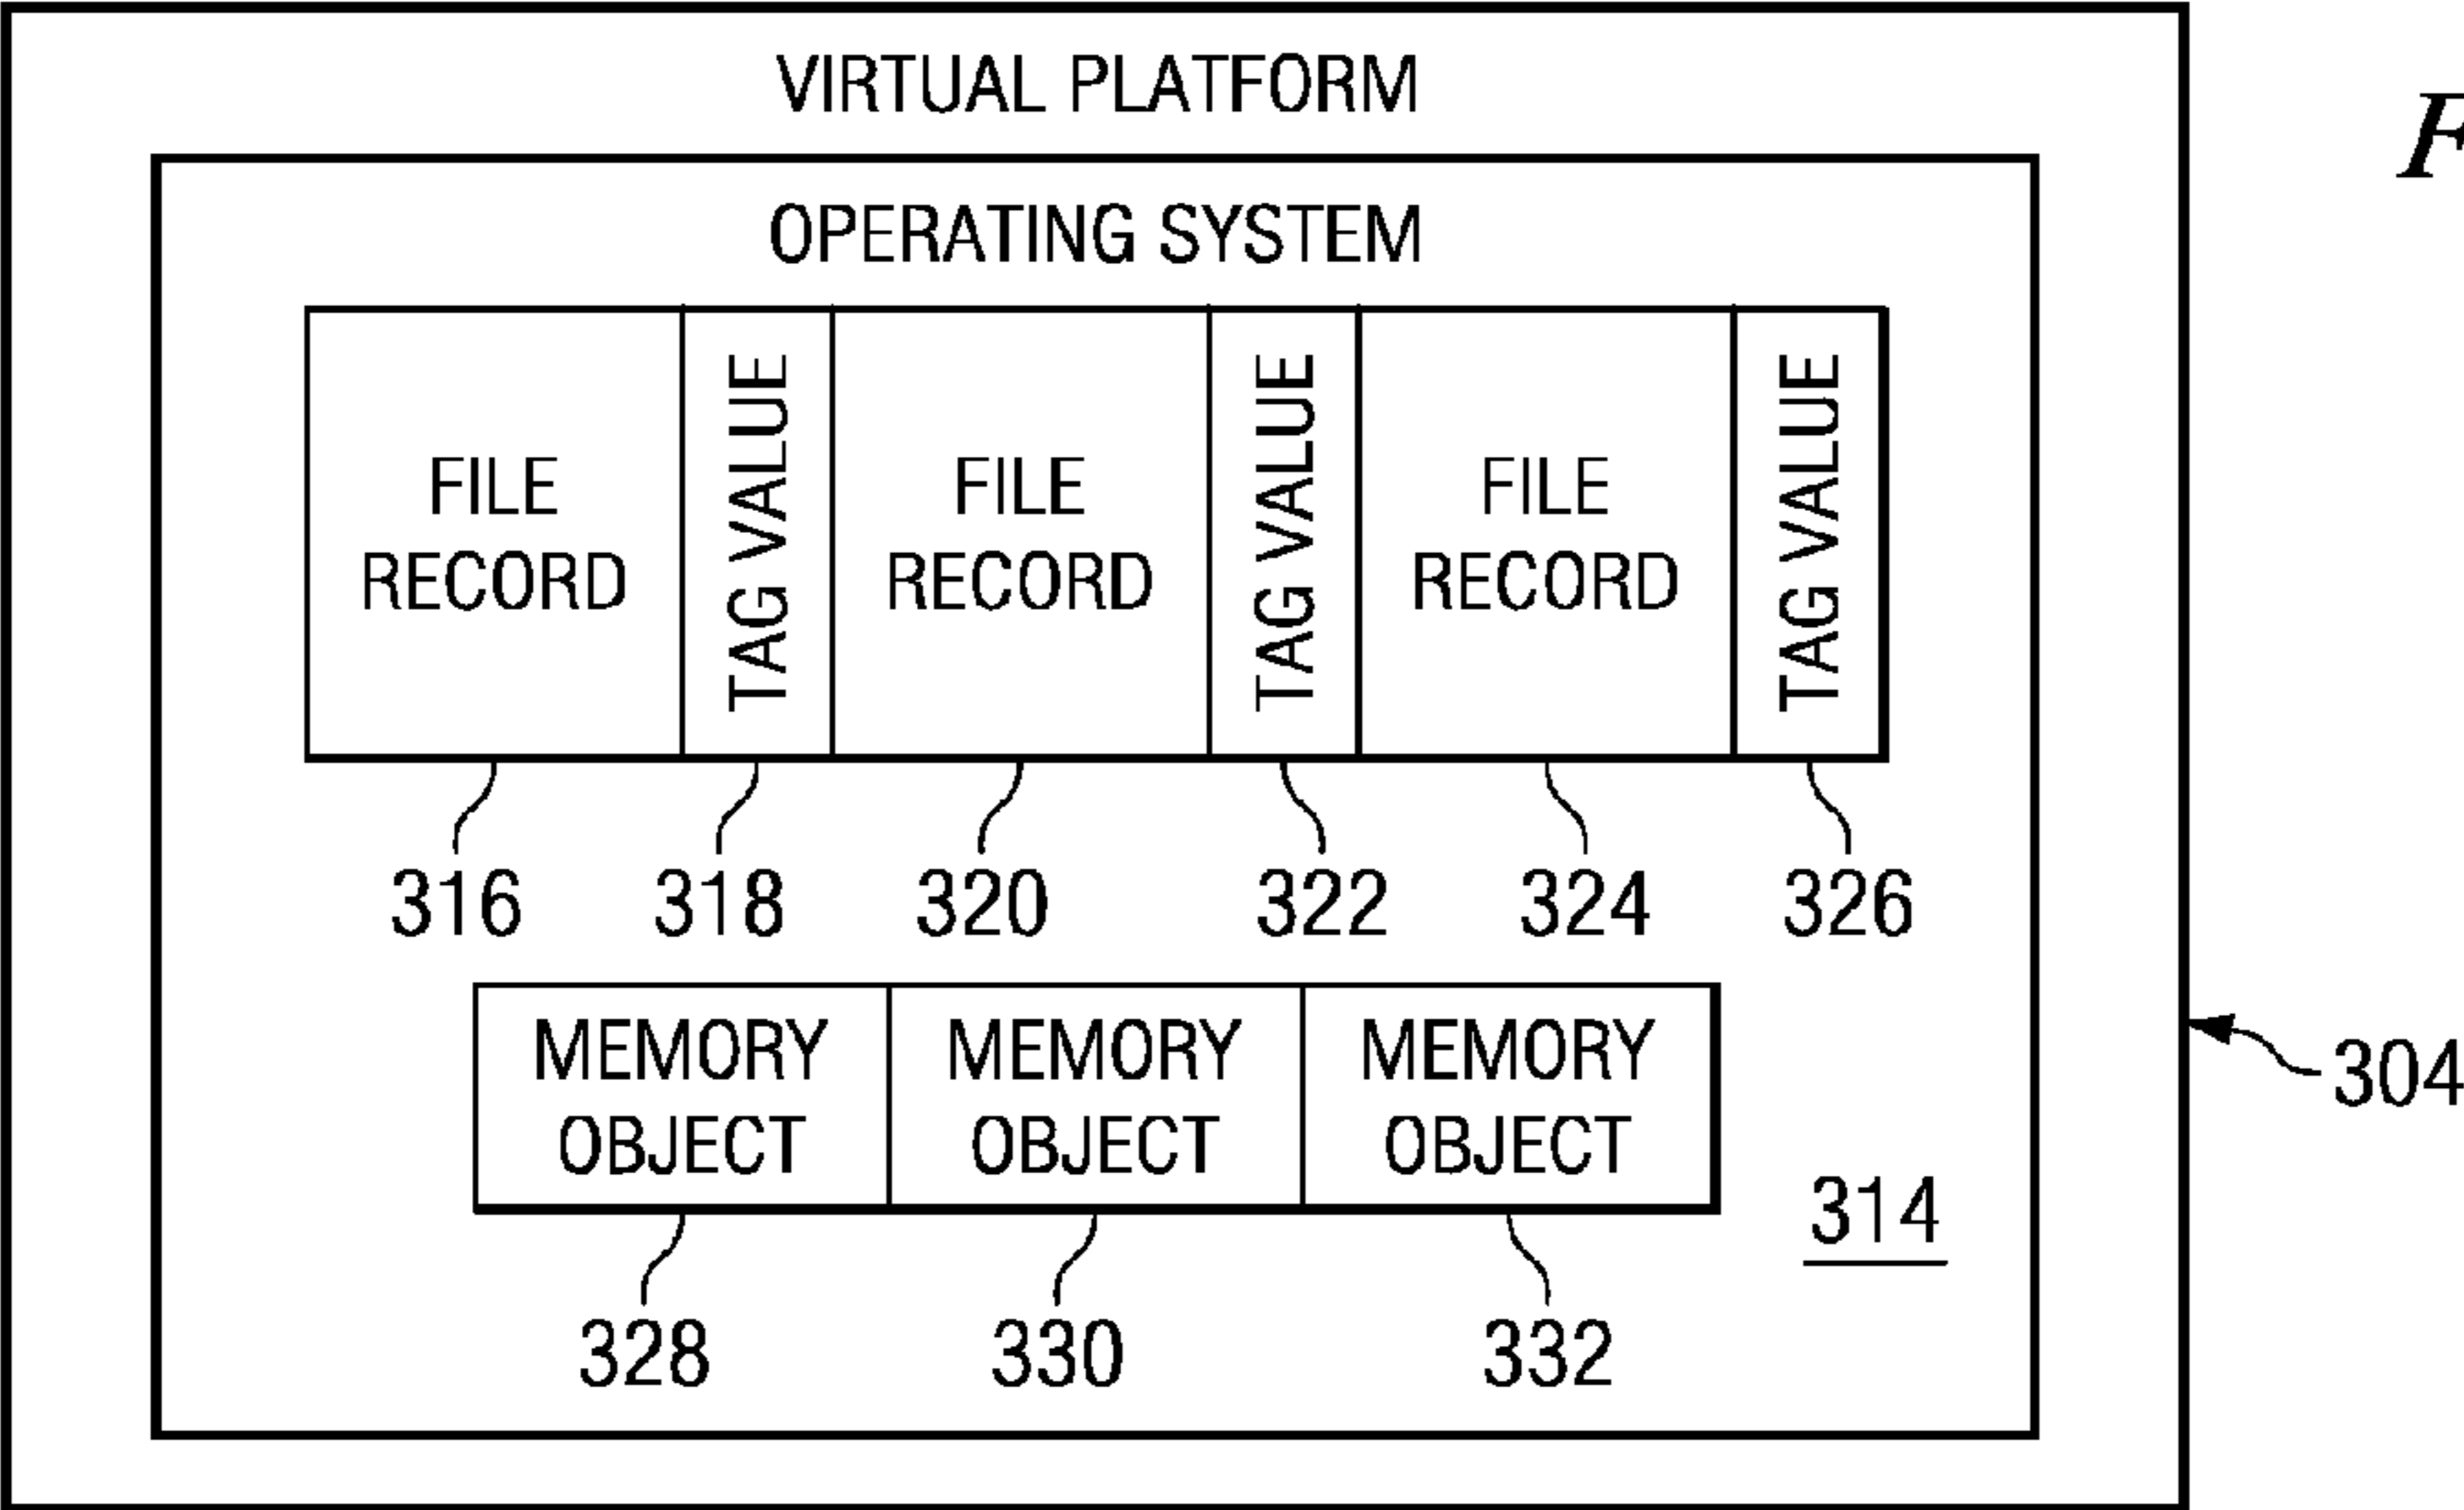 VIRTUAL PLATFORM
OPERATING SYSTEM
FILE RECORD
TAG VALUE
FILE RECORD
TAG VALUE
FILE RECORD
TAG VALUE
316 318 320 322 324 326
MEMORY OBJECT
MEMORY OBJECT
MEMORY OBJECT
304
314
328 330 332